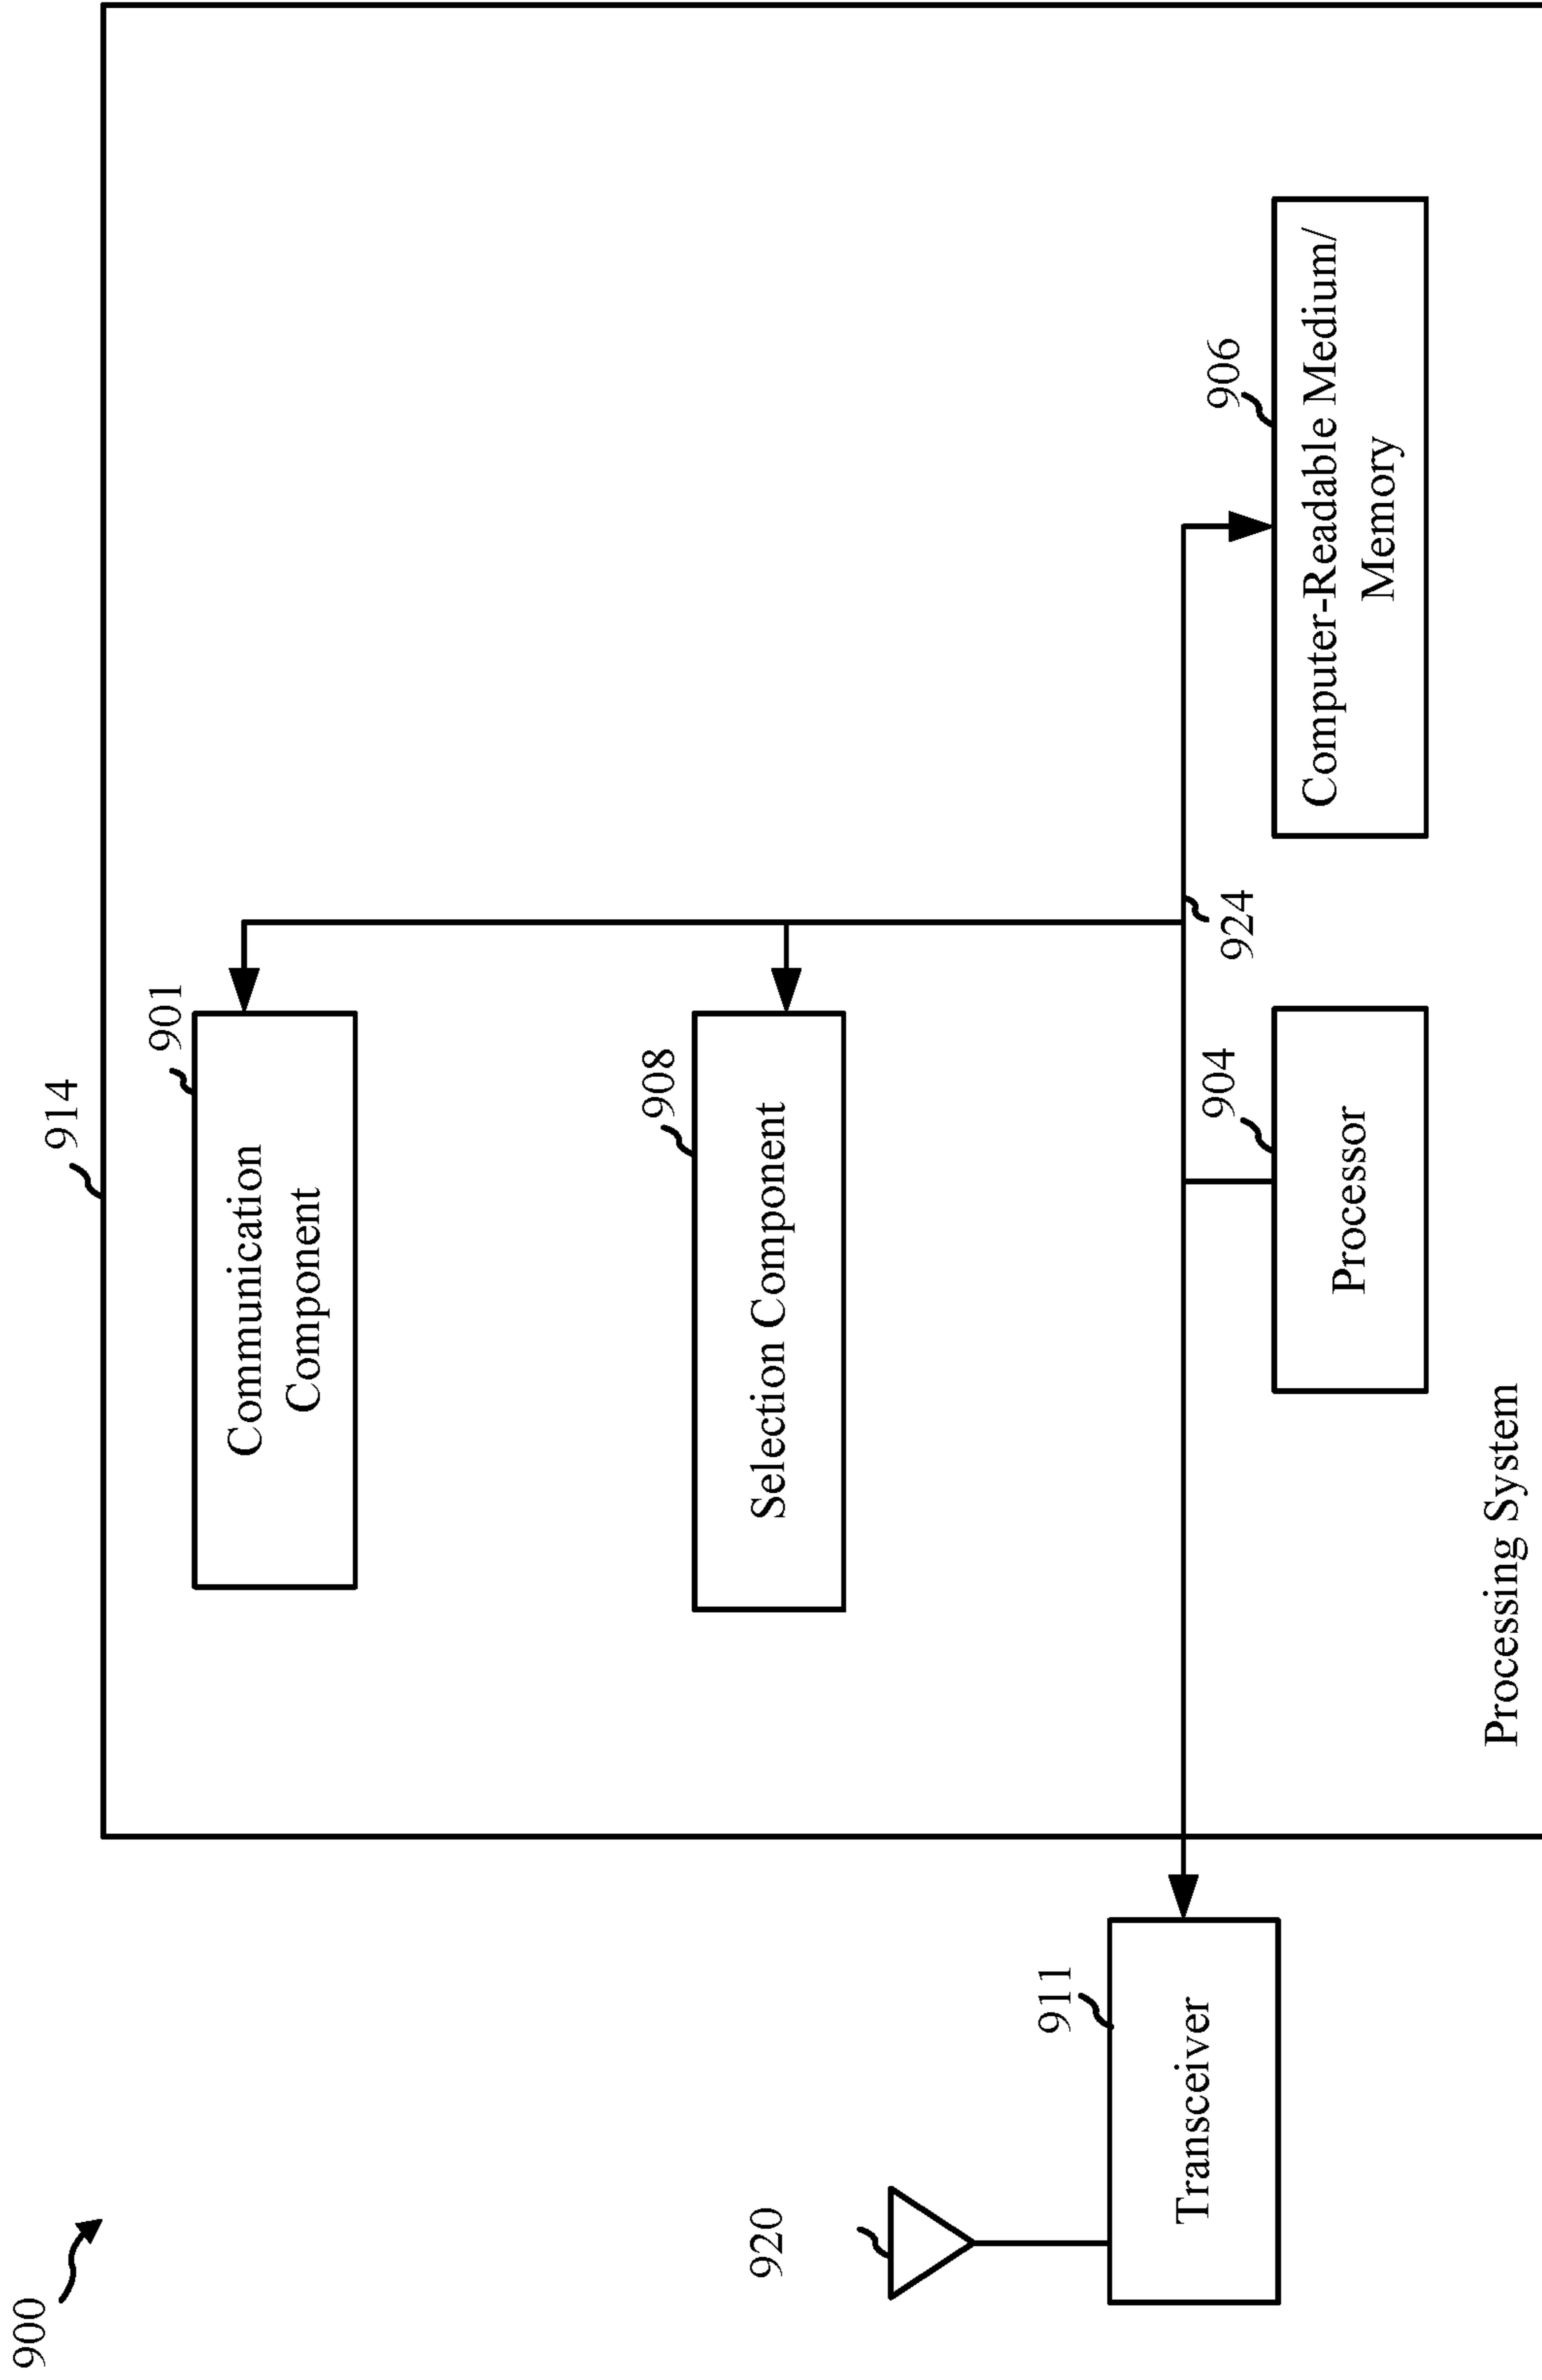 900
914
901
Communication
Component
908
Selection Component
920
911
Transceiver
924
904
Processor
906
Computer-Readable Medium/
Memory
Processing System